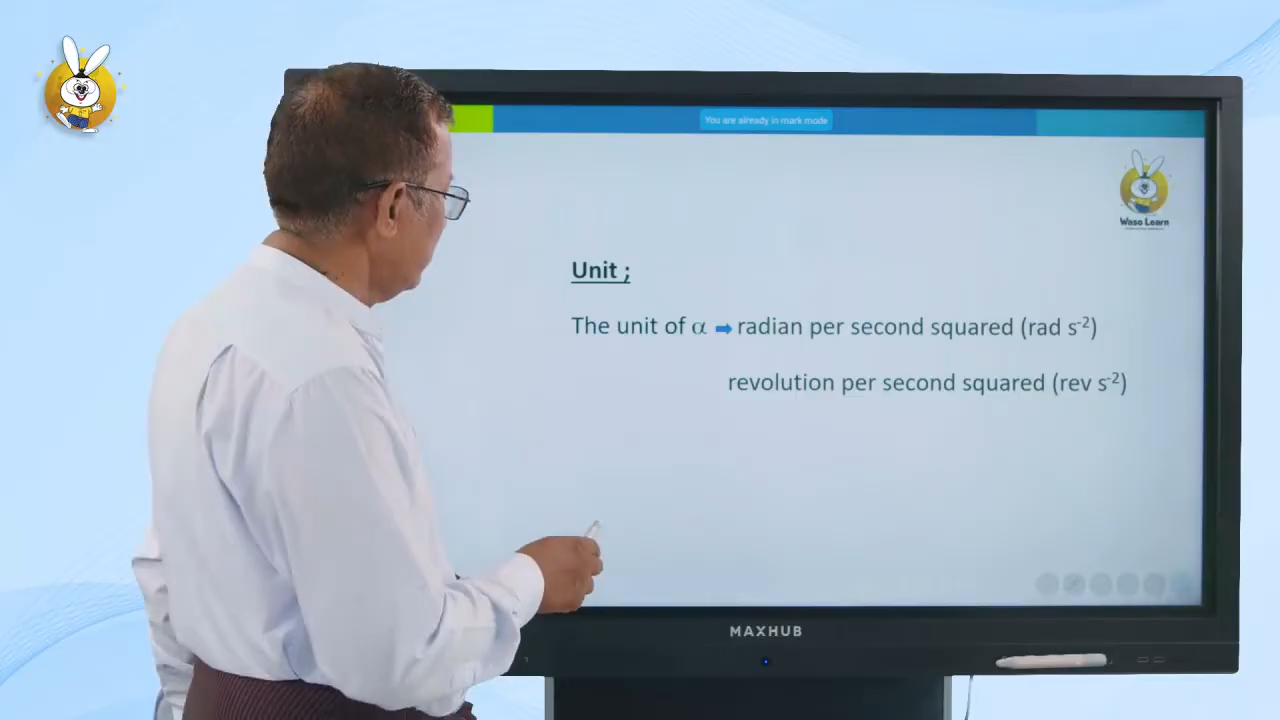 You are already in mark mode
Waso Learn
Unit ;
The unit of α ➡ radian per second squared (rad s⁻²)
revolution per second squared (rev s⁻²)
MAXHUB